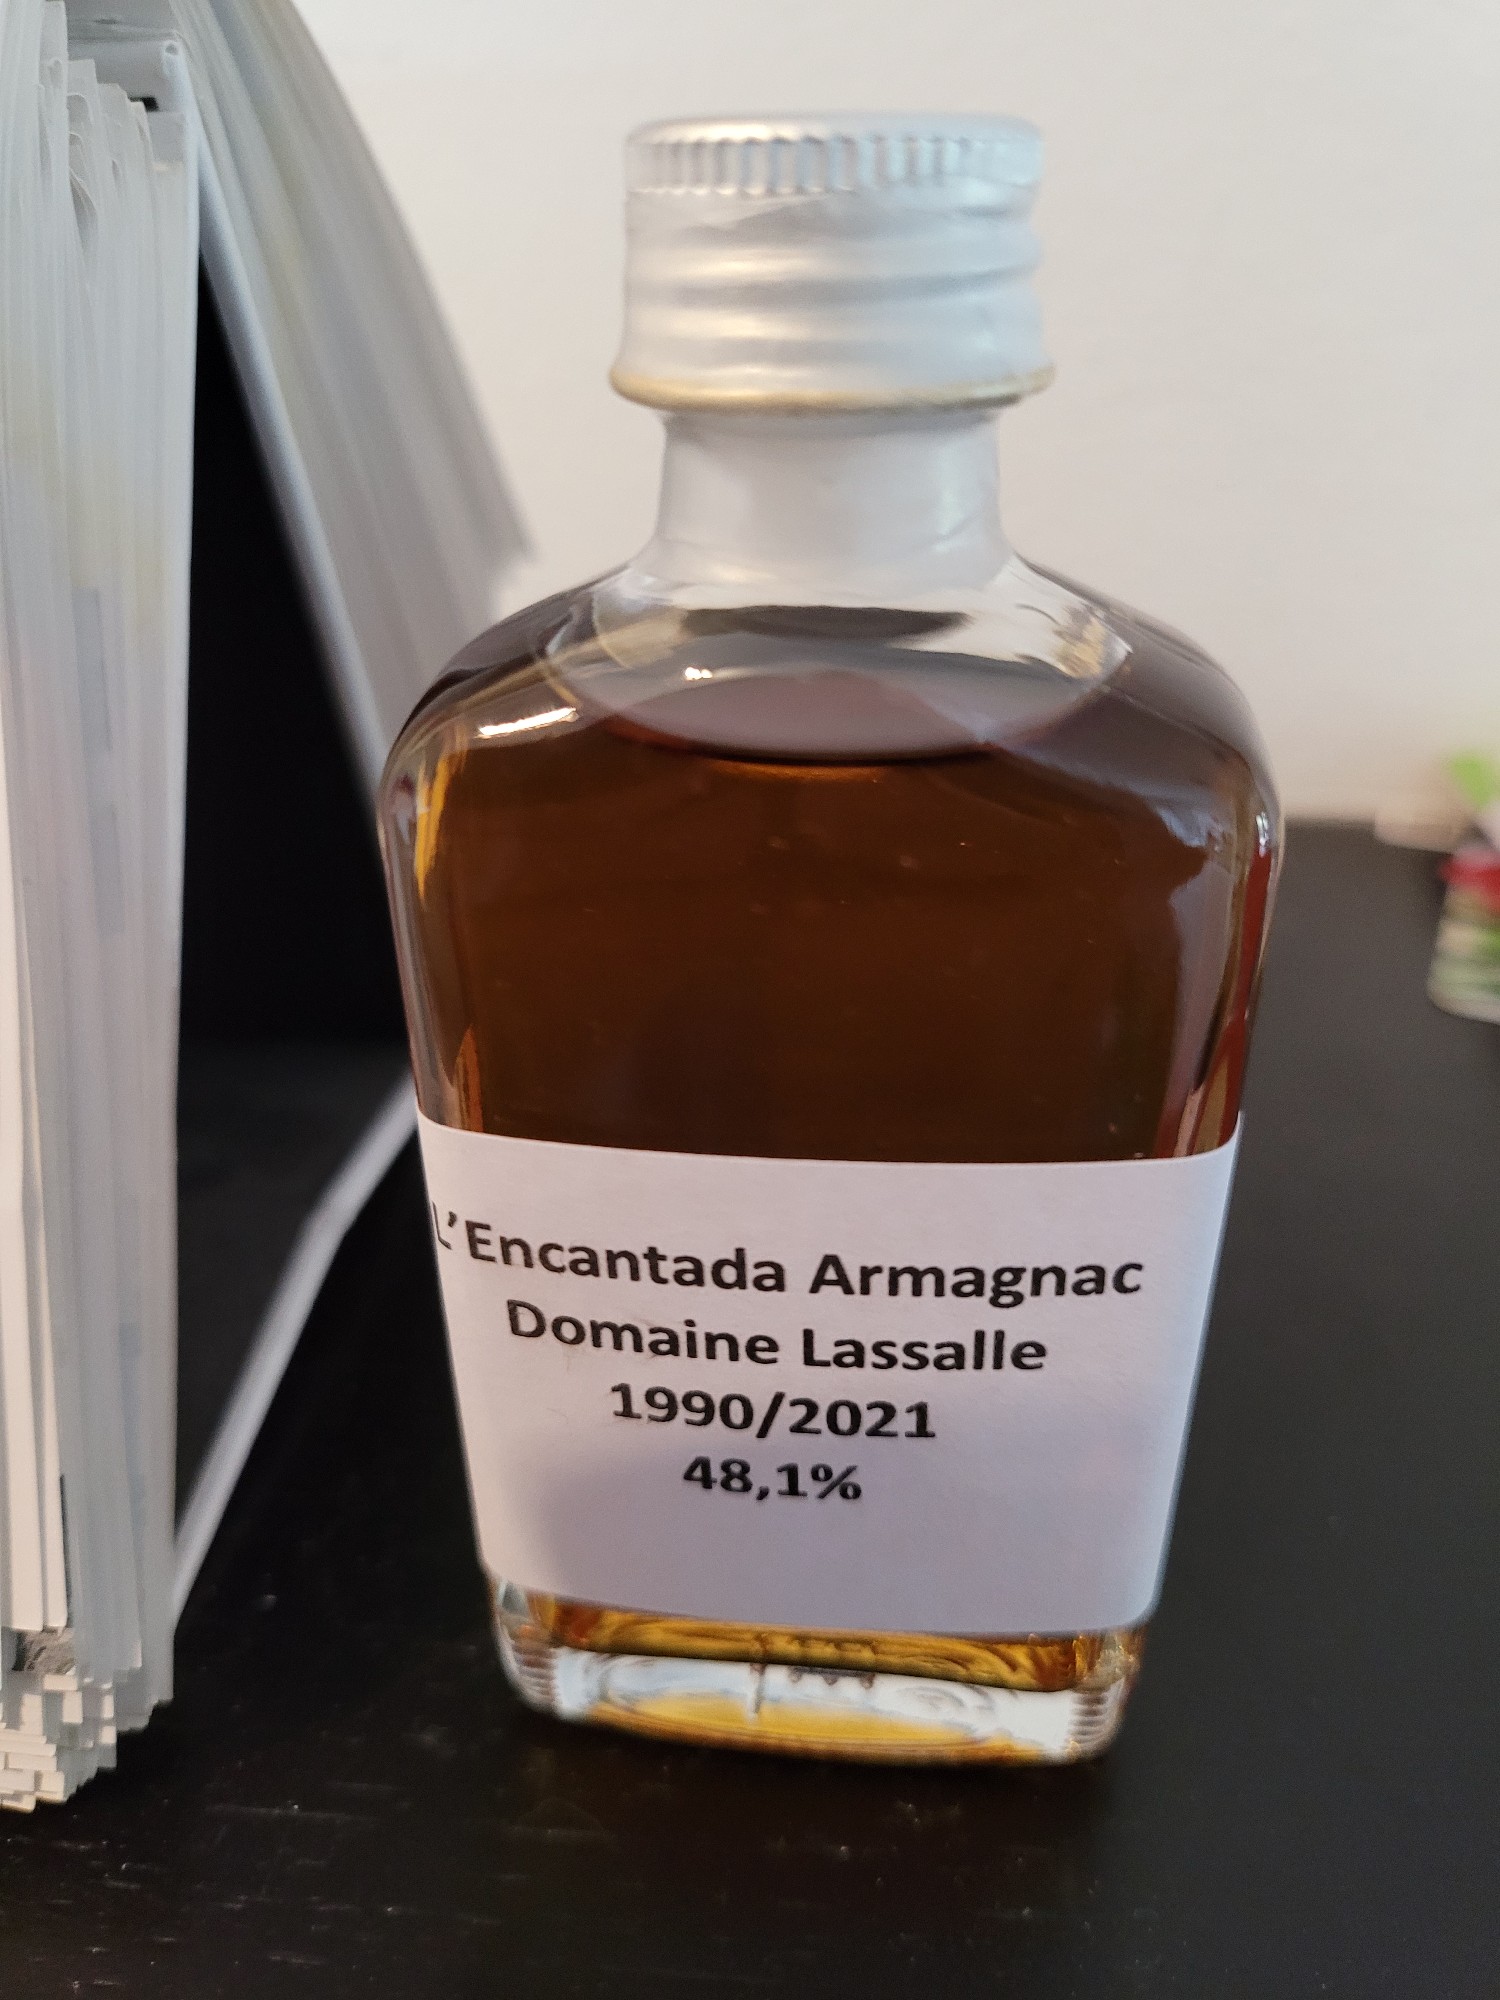 L’Encantada Armagnac
Domaine Lassalle
1990/2021
48,1%